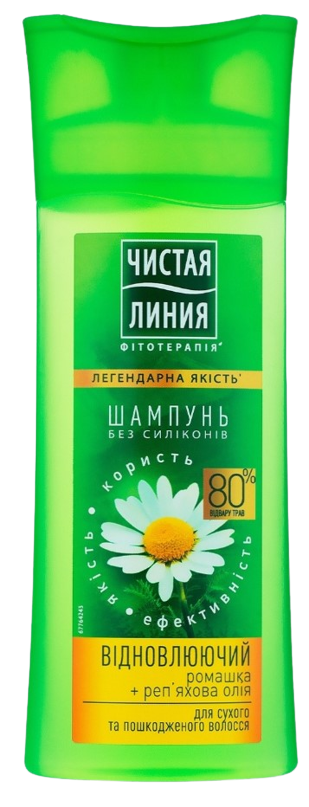 ЧИСТАЯ
ЛИНИЯ
ФІТОТЕРАПІЯ
ЛЕГЕНДАРНА ЯКІСТЬ
ШАМПУНЬ
БЕЗ СИЛІКОНІВ
користь
80%
ВІДВАРУ ТРАВ
якість
ефективність
67764245
ВІДНОВЛЮЮЧИЙ
ромашка
+ реп'яхова олія
для сухого
та пошкодженого волосся